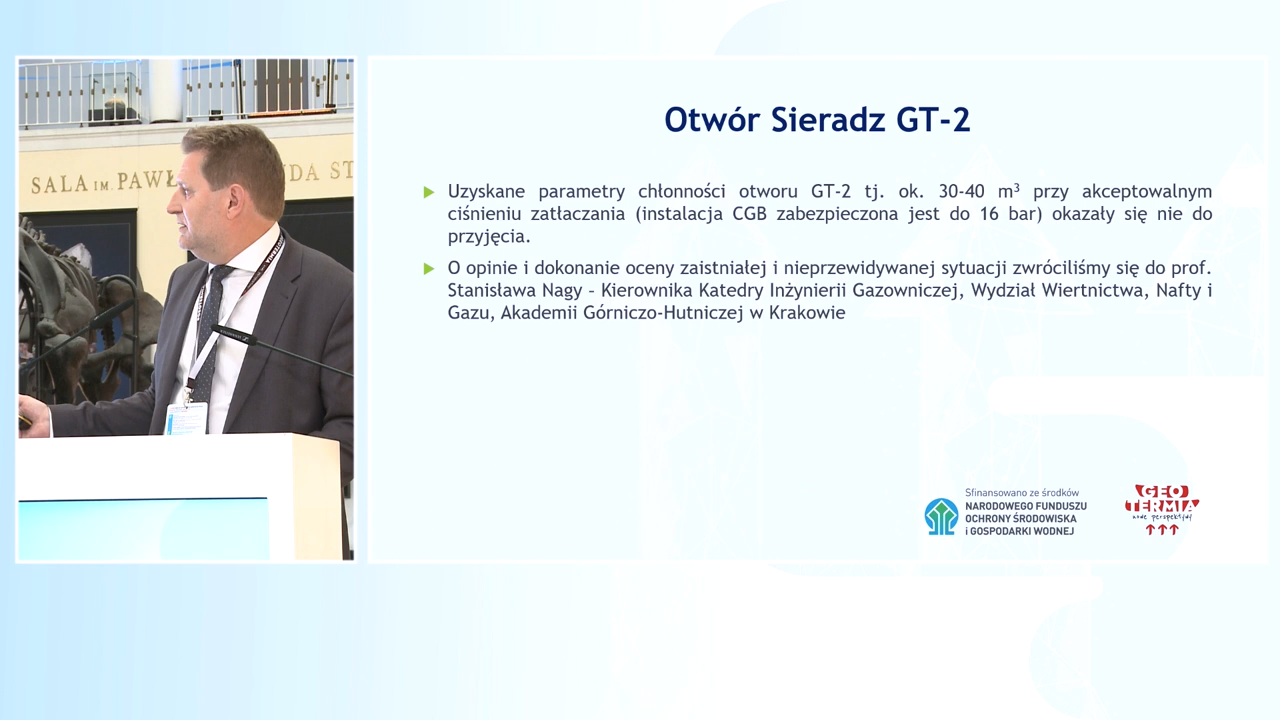 SALA IM. PAWŁ
DA ST
Otwór Sieradz GT-2
Uzyskane parametry chłonności otworu GT-2 tj. ok. 30-40 m³ przy akceptowalnym
ciśnieniu zatłaczania (instalacja CGB zabezpieczona jest do 16 bar) okazały się nie do
przyjęcia.
O opinie i dokonanie oceny zaistniałej i nieprzewidywanej sytuacji zwróciliśmy się do prof.
Stanisława Nagy - Kierownika Katedry Inżynierii Gazowniczej, Wydział Wiertnictwa, Nafty i
Gazu, Akademii Górniczo-Hutniczej w Krakowie
Sfinansowano ze środków
NARODOWEGO FUNDUSZU
OCHRONY ŚRODOWISKA
i GOSPODARKI WODNEJ
GEO
TERMIA
nowe perspektywy